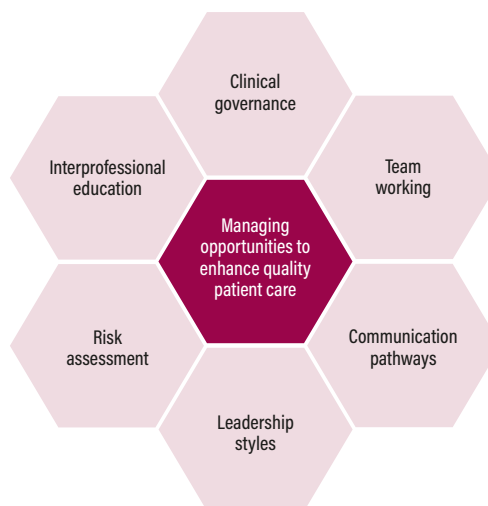 Clinical
governance
Interprofessional
education
Team
working
Managing
opportunities to
enhance quality
patient care
Risk
assessment
Communication
pathways
Leadership
styles